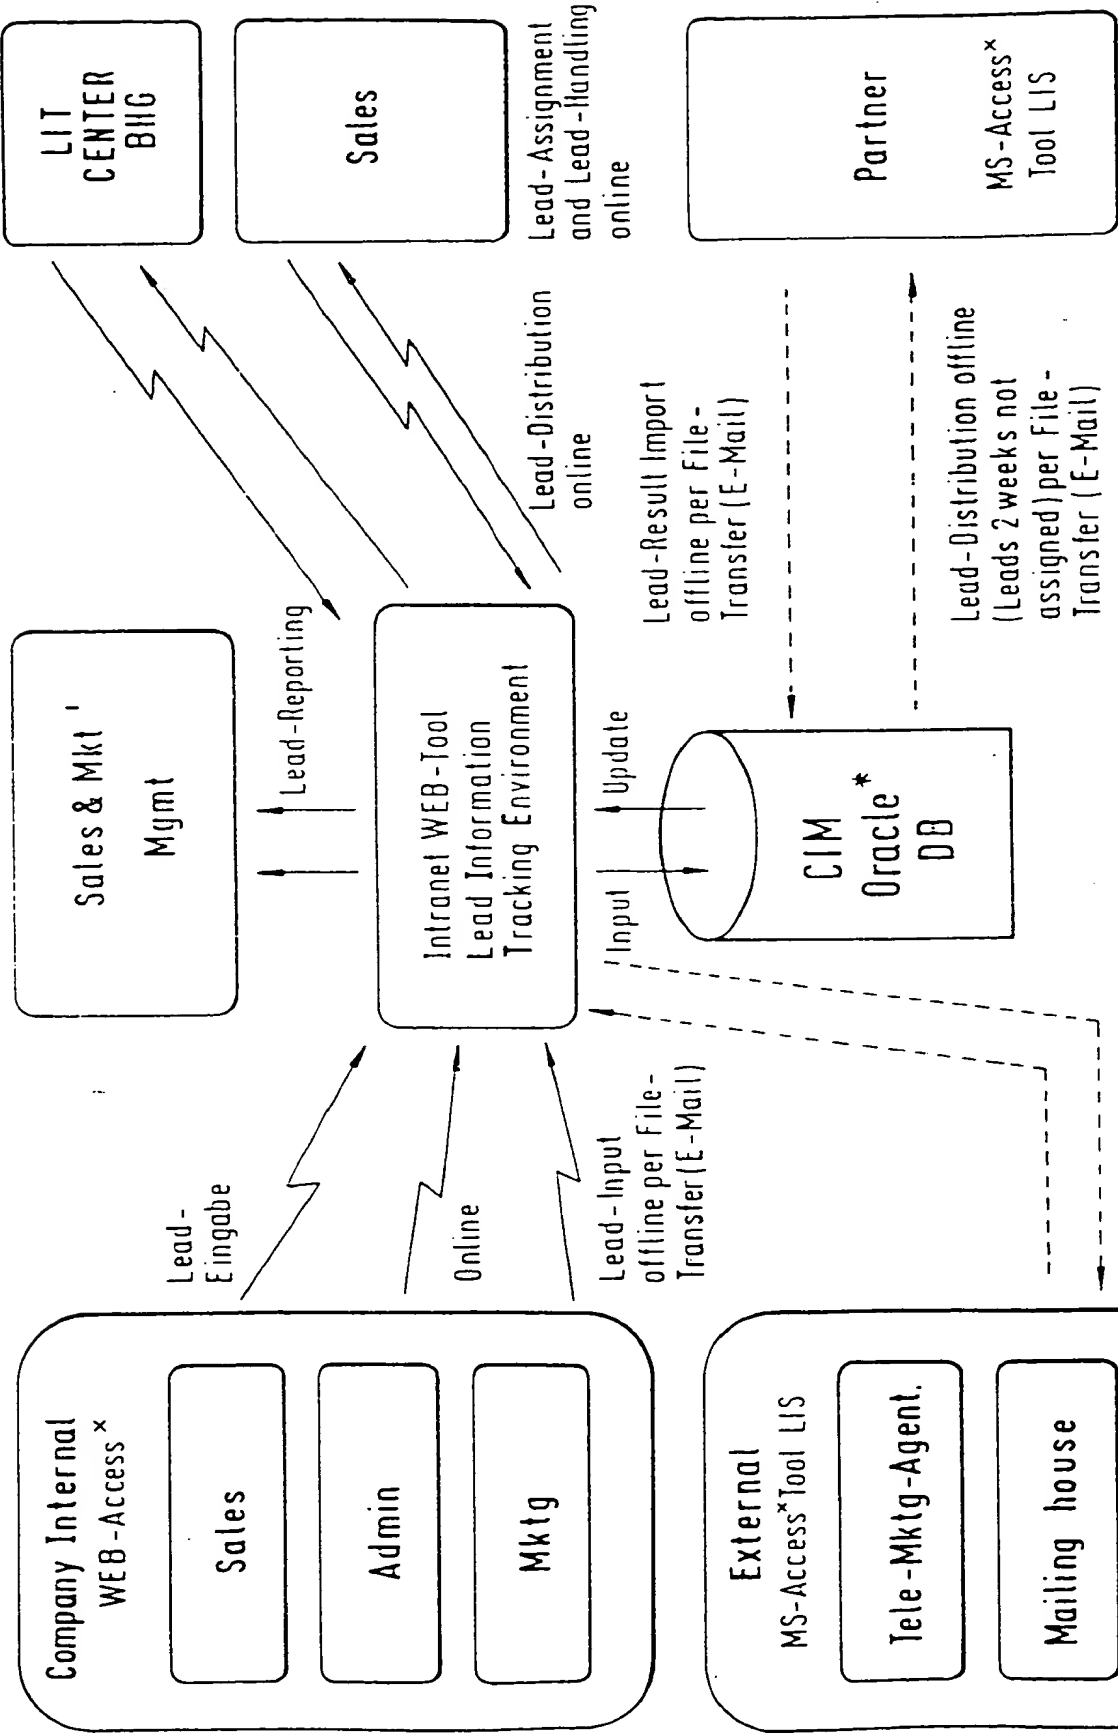 Company Internal
WEB-Access x
Sales
Admin
Mktg
External
MS-Access x Tool LIS
Tele-Mktg-Agent.
Mailing house
Lead-
Eingabe
Online
Lead-Input
offline per File-
Transfer (E-Mail)
Sales & Mkt '
Mgmt
Lead-Reporting
Intranet WEB-Tool
Lead Information
Tracking Environment
Input
Update
CIM
Oracle *
DB
LIT
CENTER
BHG
Sales
Lead-Distribution
online
Lead-Assignment
and Lead-Handling
online
Lead-Result Import
offline per File-
Transfer (E-Mail)
Lead-Distribution offline
(Leads 2 weeks not
assigned) per File-
Transfer (E-Mail)
Partner
MS-Access x
Tool LIS